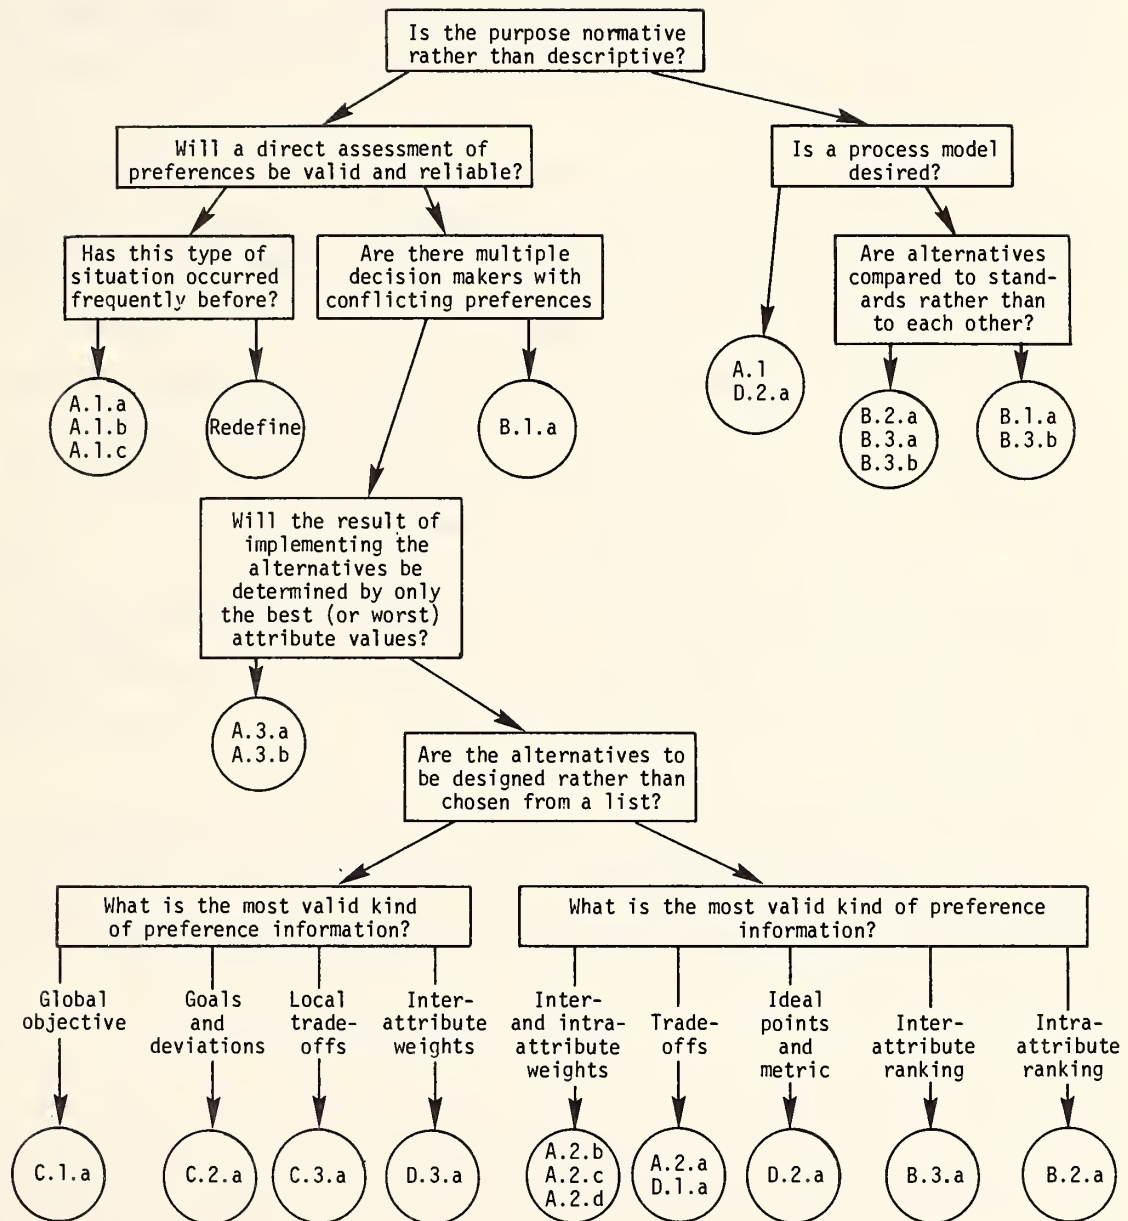 Is the purpose normative
rather than descriptive?
Will a direct assessment of
preferences be valid and reliable?
Is a process model
desired?
Has this type of
situation occurred
frequently before?
Are there multiple
decision makers with
conflicting preferences
Are alternatives
compared to stand-
ards rather than
to each other?
A.1.a
A.1.b
A.1.c
Redefine
B.1.a
A.1
D.2.a
B.2.a
B.3.a
B.3.b
B.1.a
B.3.b
Will the result of
implementing the
alternatives be
determined by only
the best (or worst)
attribute values?
A.3.a
A.3.b
Are the alternatives to
be designed rather than
chosen from a list?
What is the most valid kind
of preference information?
What is the most valid kind of preference
information?
Global
objective
Goals
and
deviations
Local
trade-
offs
Inter-
attribute
weights
Inter-
and intra-
attribute
weights
Trade-
offs
Ideal
points
and
metric
Inter-
attribute
ranking
Intra-
attribute
ranking
C.1.a
C.2.a
C.3.a
D.3.a
A.2.b
A.2.c
A.2.d
A.2.a
D.1.a
D.2.a
B.3.a
B.2.a